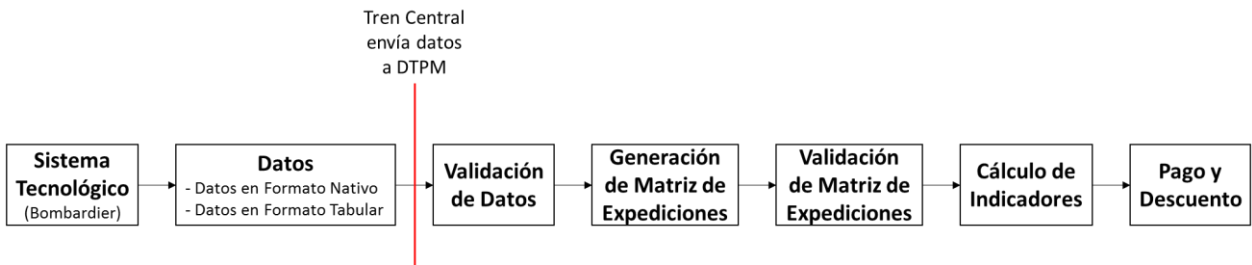 Tren Central
envía datos
a DTPM
Sistema
Tecnológico
(Bombardier)
Datos
- Datos en Formato Nativo
- Datos en Formato Tabular
Validación
de Datos
Generación
de Matriz de
Expediciones
Validación
de Matriz de
Expediciones
Cálculo de
Indicadores
Pago y
Descuento